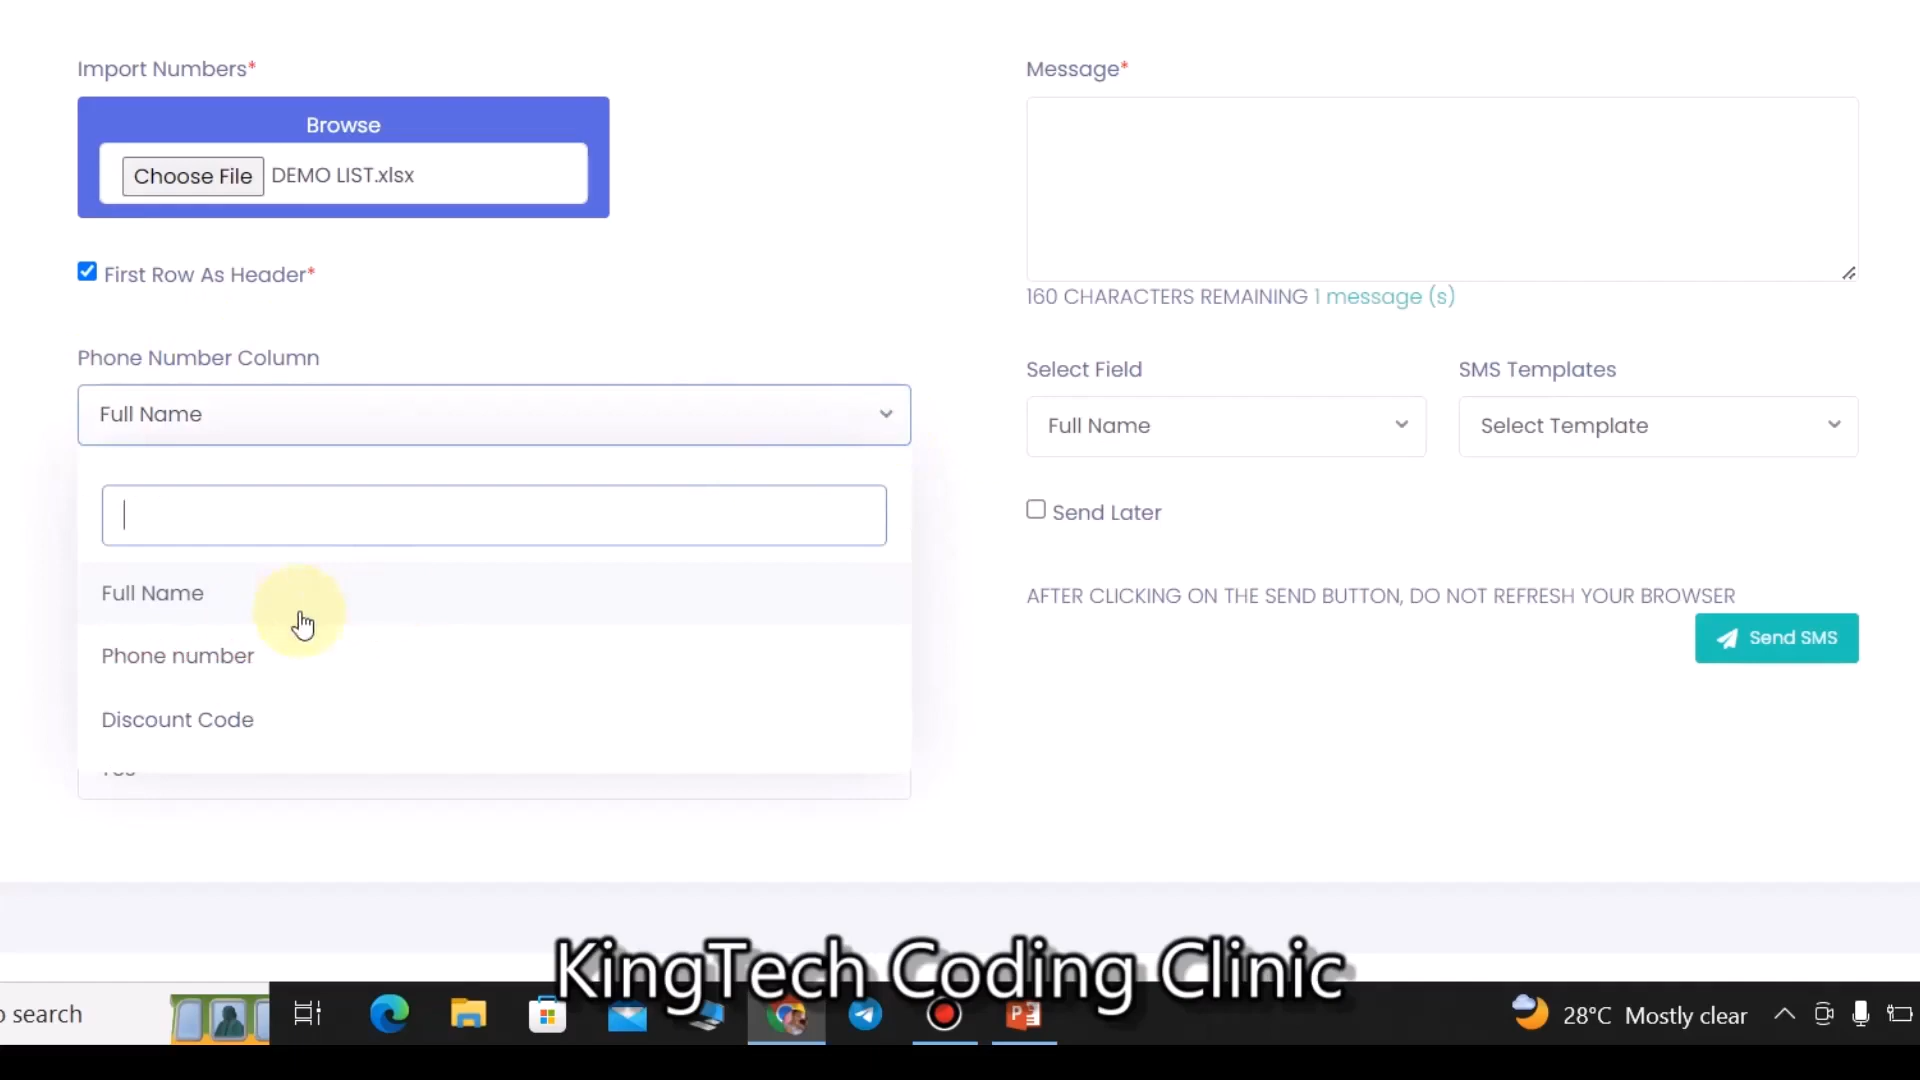 Import Numbers*
Browse
Choose File DEMO LIST.xlsx
First Row As Header*
Phone Number Column
Full Name
Full Name
Phone number
Discount Code
Message*
160 CHARACTERS REMAINING 1 message (s)
Select Field
Full Name
SMS Templates
Select Template
Send Later
AFTER CLICKING ON THE SEND BUTTON, DO NOT REFRESH YOUR BROWSER
Send SMS
KingTech Coding Clinic
o search
28°C Mostly clear